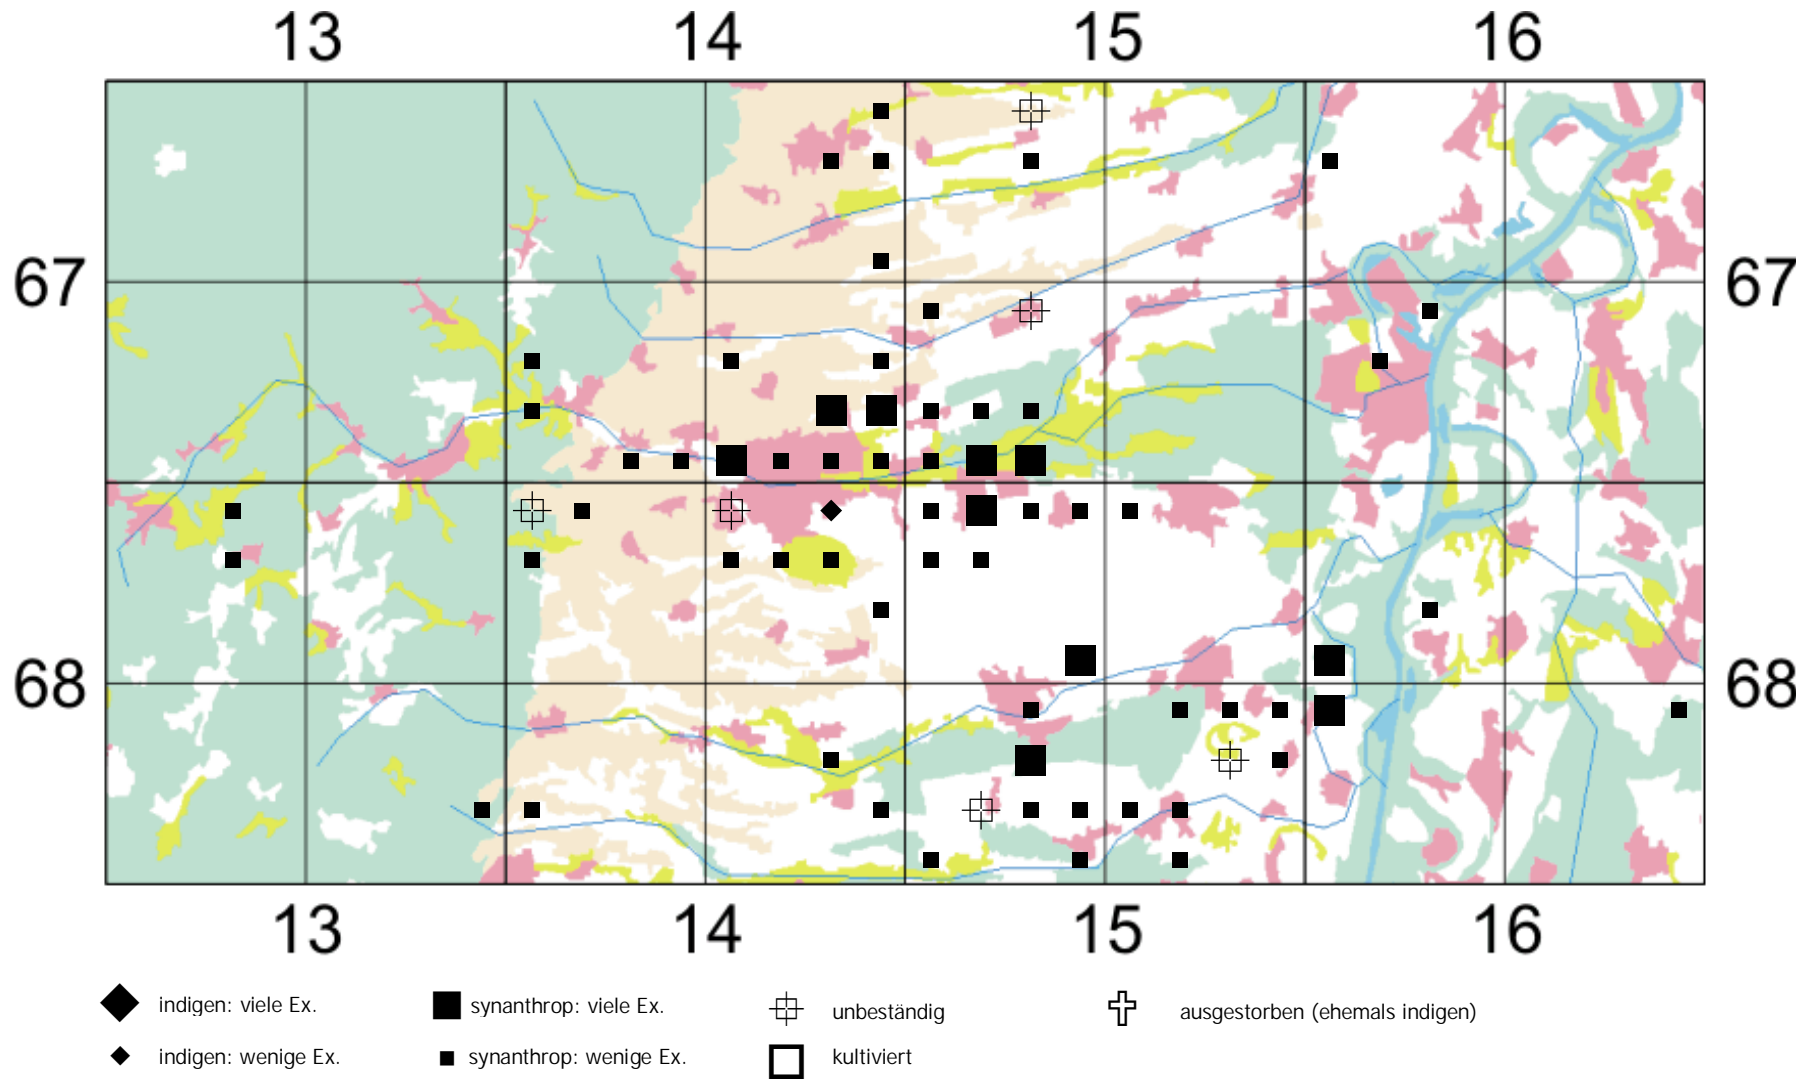 13 14 15 16
67 67
68 68
13 14 15 16
indigen: viele Ex. synanthrop: viele Ex. unbeständig ausgestorben (ehemals indigen)
indigen: wenige Ex. synanthrop: wenige Ex. kultiviert